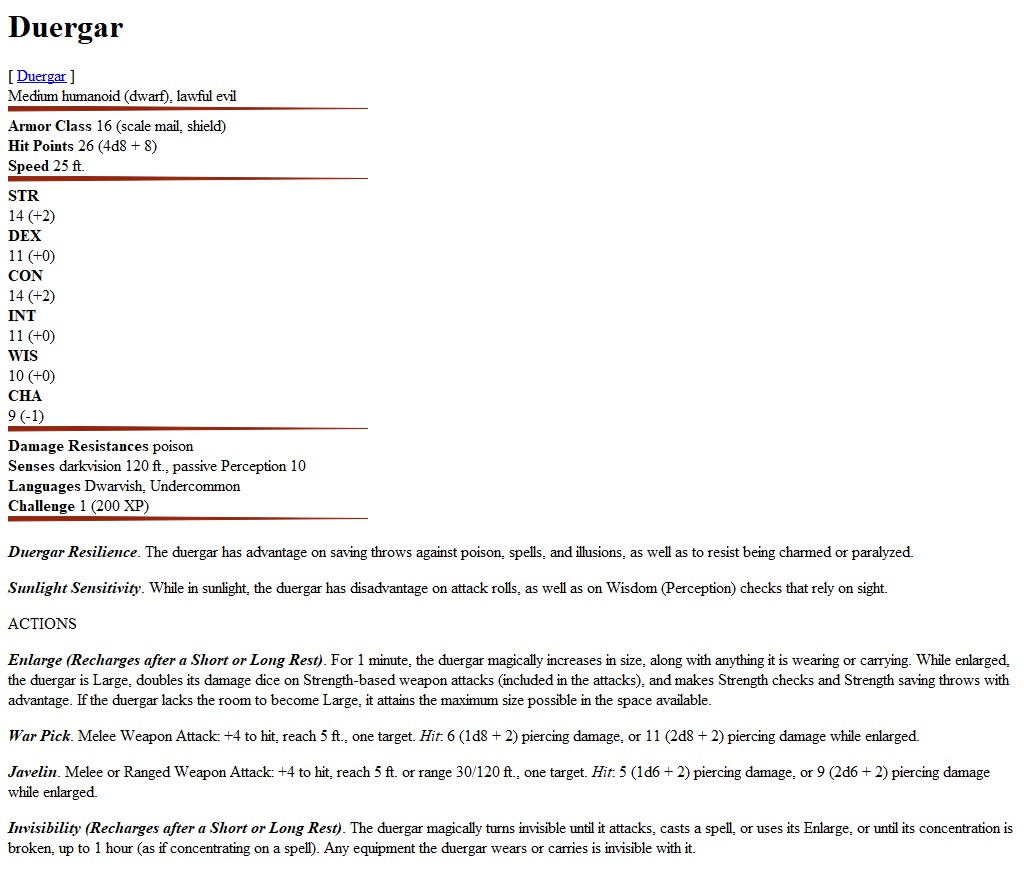 Duergar
[ Duergar ]
Medium humanoid (dwarf), lawful evil
Armor Class 16 (scale mail, shield)
Hit Points 26 (4d8 + 8)
Speed 25 ft.
STR
14 (+2)
DEX
11 (+0)
CON
14 (+2)
INT
11 (+0)
WIS
10 (+0)
CHA
9 (-1)
Damage Resistances poison
Senses darkvision 120 ft., passive Perception 10
Languages Dwarvish, Undercommon
Challenge 1 (200 XP)
Duergar Resilience. The duergar has advantage on saving throws against poison, spells, and illusions, as well as to resist being charmed or paralyzed.
Sunlight Sensitivity. While in sunlight, the duergar has disadvantage on attack rolls, as well as on Wisdom (Perception) checks that rely on sight.
ACTIONS
Enlarge (Recharges after a Short or Long Rest). For 1 minute, the duergar magically increases in size, along with anything it is wearing or carrying. While enlarged,
the duergar is Large, doubles its damage dice on Strength-based weapon attacks (included in the attacks), and makes Strength checks and Strength saving throws with
advantage. If the duergar lacks the room to become Large, it attains the maximum size possible in the space available.
War Pick. Melee Weapon Attack: +4 to hit, reach 5 ft., one target. Hit: 6 (1d8 + 2) piercing damage, or 11 (2d8 + 2) piercing damage while enlarged.
Javelin. Melee or Ranged Weapon Attack: +4 to hit, reach 5 ft. or range 30/120 ft., one target. Hit: 5 (1d6 + 2) piercing damage, or 9 (2d6 + 2) piercing damage
while enlarged.
Invisibility (Recharges after a Short or Long Rest). The duergar magically turns invisible until it attacks, casts a spell, or uses its Enlarge, or until its concentration is
broken, up to 1 hour (as if concentrating on a spell). Any equipment the duergar wears or carries is invisible with it.